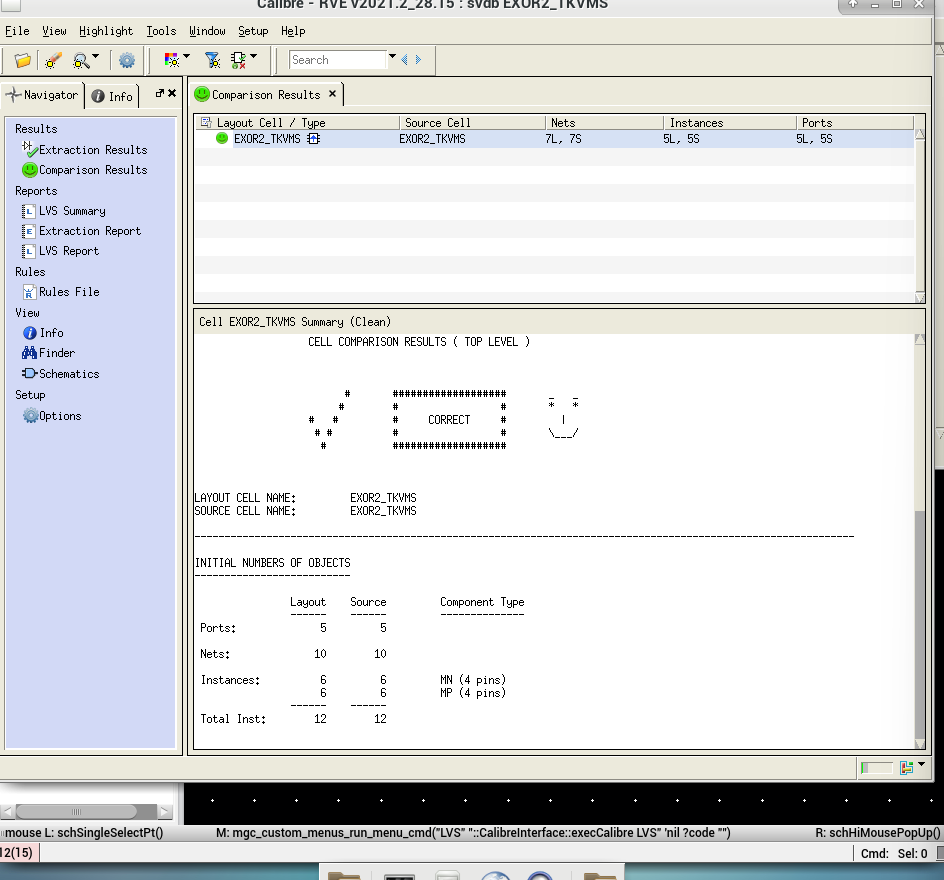 Calibre - RVE v2021.2_28.15 : svdb EXOR2_TKVMS
File View Highlight Tools Window Setup Help
Search
Navigator Info
Comparison Results
Results
Extraction Results
Comparison Results
Reports
LVS Summary
Extraction Report
LVS Report
Rules
Rules File
View
Info
Finder
Schematics
Setup
Options
Layout Cell / Type Source Cell Nets Instances Ports
EXOR2_TKVMS EXOR2_TKVMS 7L, 7S 5L, 5S 5L, 5S
Cell EXOR2_TKVMS Summary (Clean)
CELL COMPARISON RESULTS ( TOP LEVEL )
# ################### _ _
# # # * *
# # # CORRECT # |
# # # # \___/
# ###################
LAYOUT CELL NAME: EXOR2_TKVMS
SOURCE CELL NAME: EXOR2_TKVMS
--------------------------------------------------------------------------------------------------------------
INITIAL NUMBERS OF OBJECTS
--------------------------
Layout Source Component Type
------ ------ --------------
Ports: 5 5
Nets: 10 10
Instances: 6 6 MN (4 pins)
6 6 MP (4 pins)
------ ------
Total Inst: 12 12
mouse L: schSingleSelectPt() M: mgc_custom_menus_run_menu_cmd("LVS" "::CalibreInterface::execCalibre LVS" 'nil ?code "") R: schHiMousePopUp()
12(15) Cmd: Sel: 0